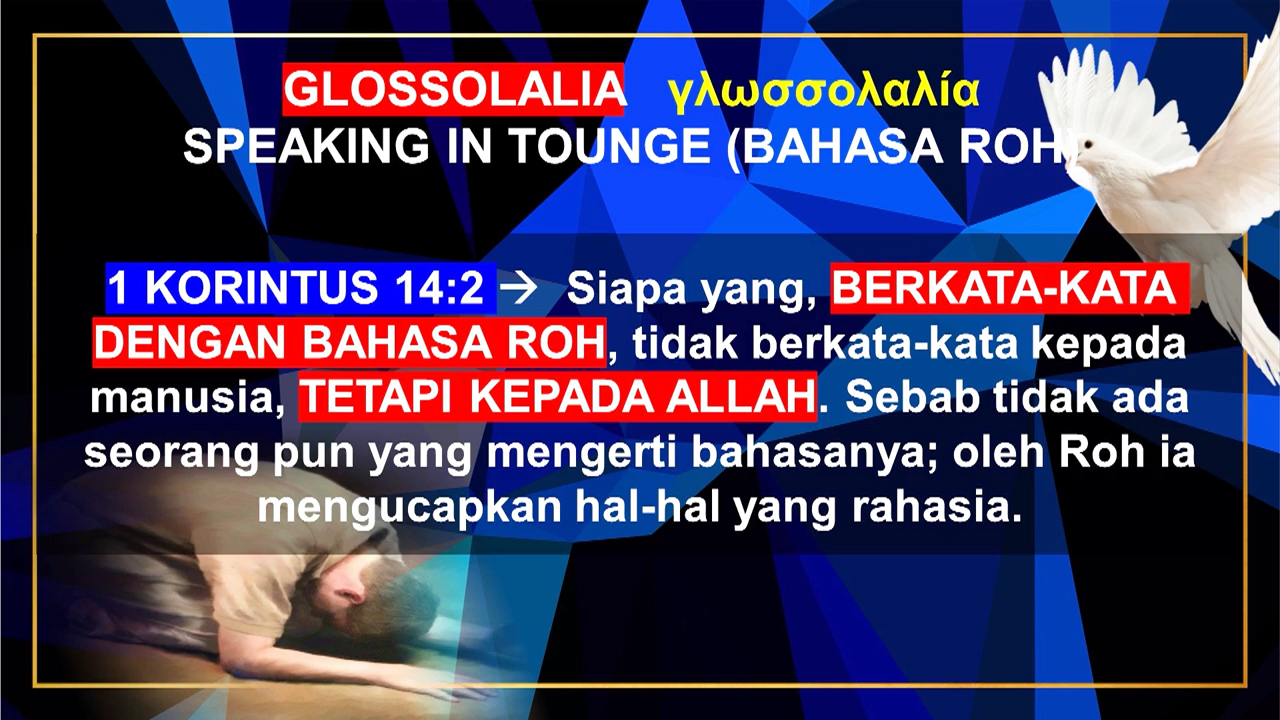 GLOSSOLALIA γλωσσολαλία
SPEAKING IN TOUNGE (BAHASA ROH)
1 KORINTUS 14:2 → Siapa yang, BERKATA-KATA
DENGAN BAHASA ROH, tidak berkata-kata kepada
manusia, TETAPI KEPADA ALLAH. Sebab tidak ada
seorang pun yang mengerti bahasanya; oleh Roh ia
mengucapkan hal-hal yang rahasia.